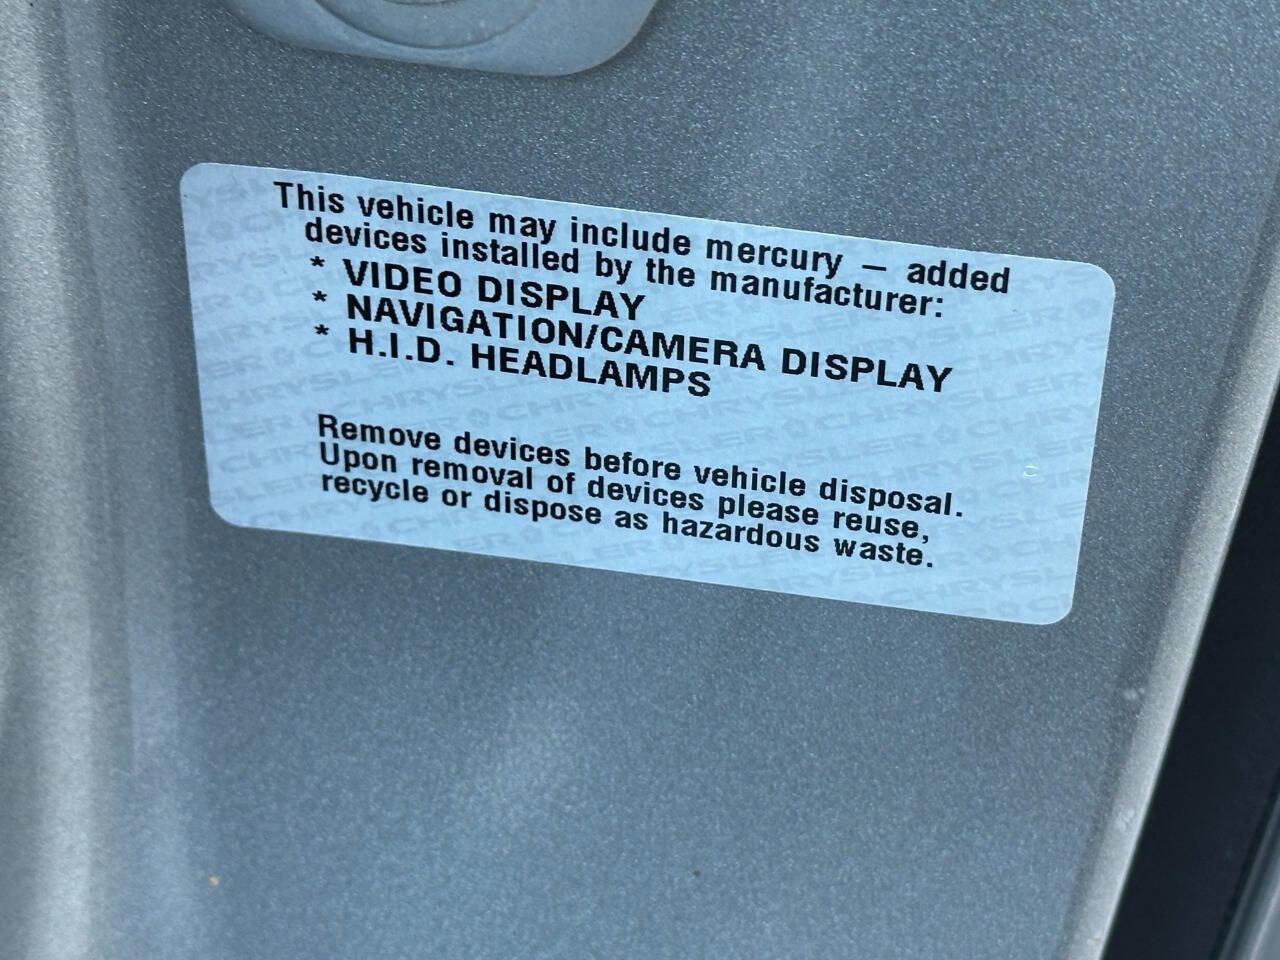 This vehicle may include mercury – added
devices installed by the manufacturer:
* VIDEO DISPLAY
* NAVIGATION/CAMERA DISPLAY
* H.I.D. HEADLAMPS
Remove devices before vehicle disposal.
Upon removal of devices please reuse,
recycle or dispose as hazardous waste.